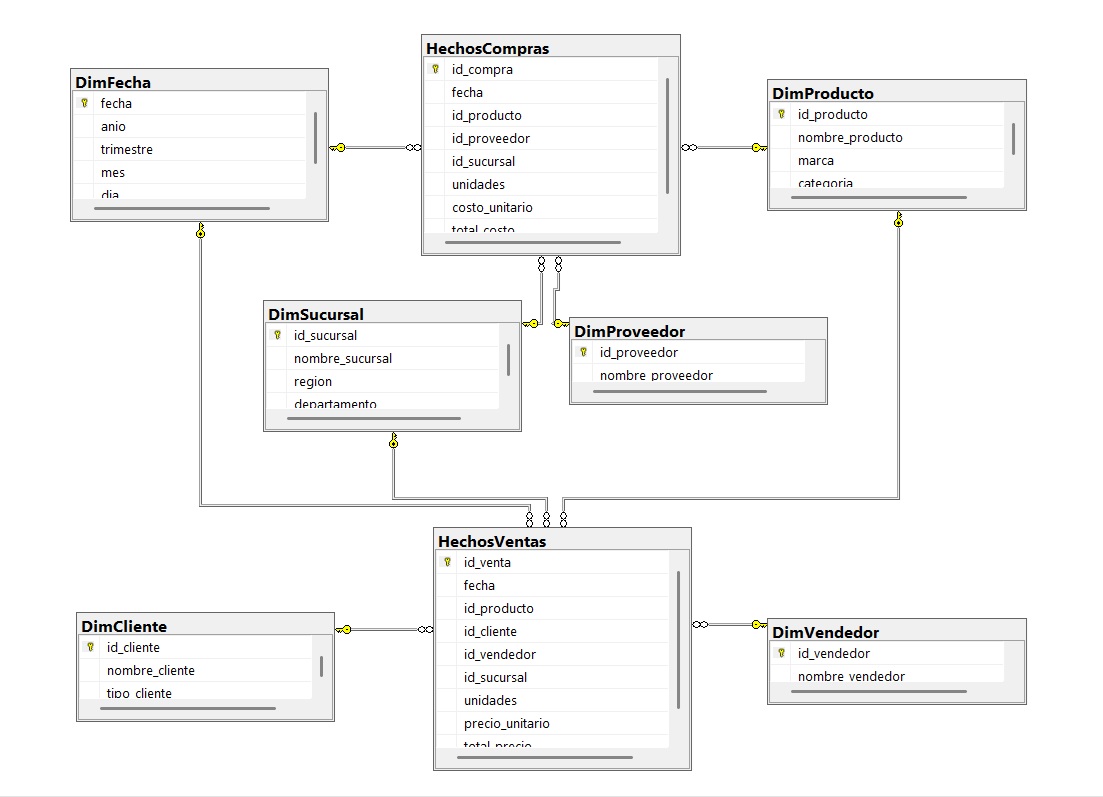 HechosCompras
id_compra
fecha
id_producto
id_proveedor
id_sucursal
unidades
costo_unitario
total_costo
DimFecha
fecha
anio
trimestre
mes
dia
DimProducto
id_producto
nombre_producto
marca
categoria
DimSucursal
id_sucursal
nombre_sucursal
region
departamento
DimProveedor
id_proveedor
nombre_proveedor
HechosVentas
id_venta
fecha
id_producto
id_cliente
id_vendedor
id_sucursal
unidades
precio_unitario
total_precio
DimCliente
id_cliente
nombre_cliente
tipo_cliente
DimVendedor
id_vendedor
nombre_vendedor